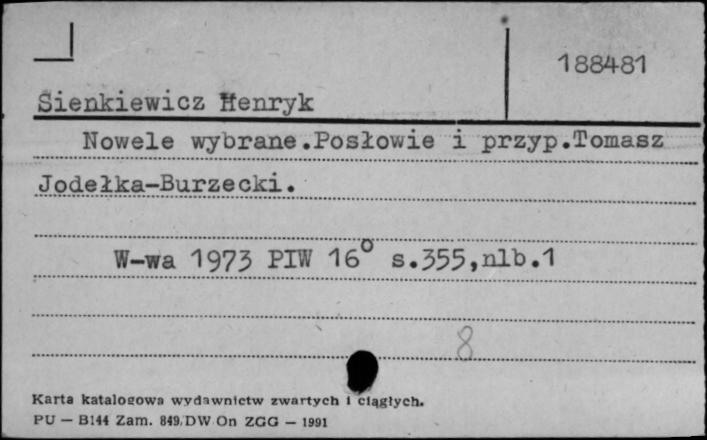 188481
Sienkiewicz Henryk
Nowele wybrane.Posłowie i przyp.Tomasz
Jodełka-Burzecki.
W-wa 1973 PIW 16° s.355,nlb.1
8
Karta katalogowa wydawnictw zwartych i ciągłych.
PU — B144 Zam. 849/DW On ZGG — 1991